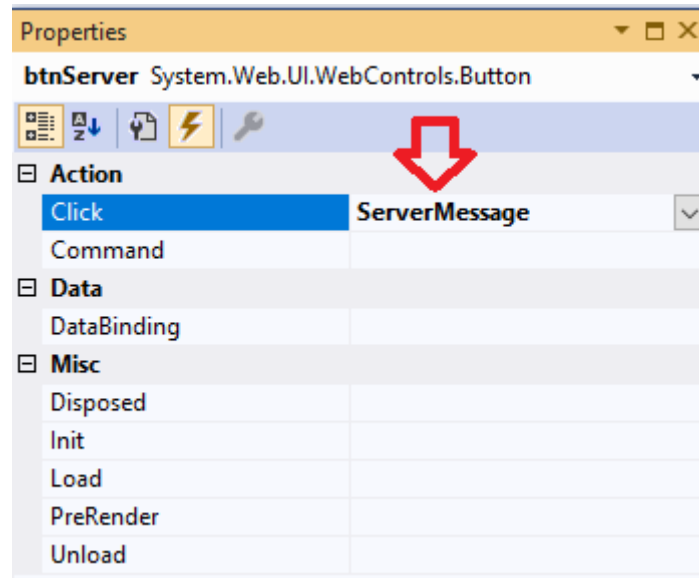 Properties
btnServer System.Web.UI.WebControls.Button
Action
Click ServerMessage
Command
Data
DataBinding
Misc
Disposed
Init
Load
PreRender
Unload